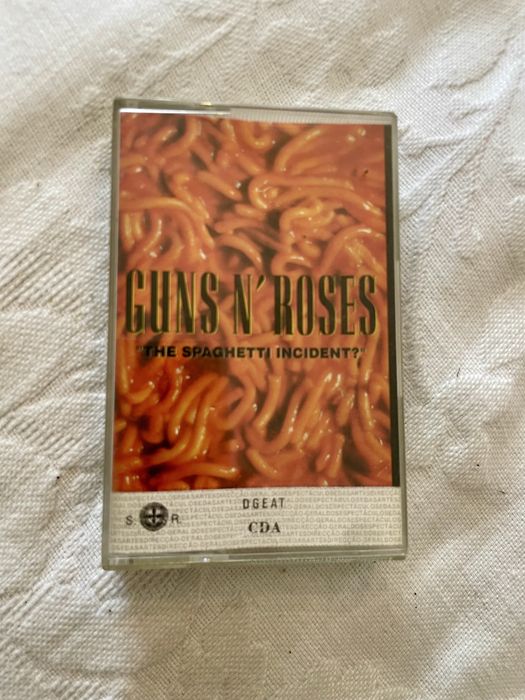 GUNS N' ROSES
"THE SPAGHETTI INCIDENT?"
DGEAT
S R
CDA